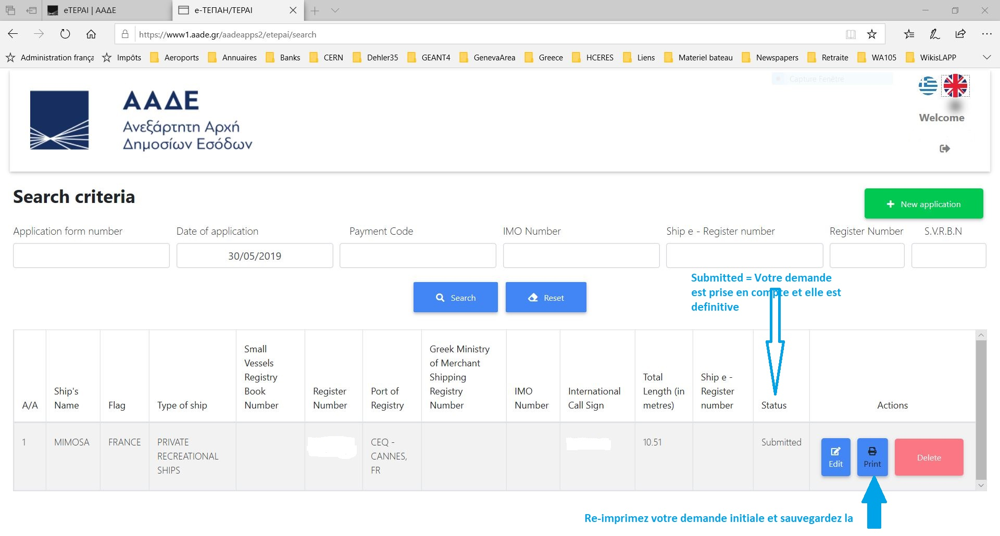 eTEPAI | ΑΑΔΕ
e-ΤΕΠΑΗ/TEPAI
https://www1.aade.gr/aadeapps2/etepai/search
Administration frança
Impôts
Aeroports
Annuaires
Banks
CERN
Dehler35
GEANT4
GenevaArea
Greece
HCERES
Liens
Materiel bateau
Newspapers
Retraite
WA105
WikisLAPP
Capture Fenêtre
ΑΑΔΕ
Ανεξάρτητη Αρχή
Δημοσίων Εσόδων
Welcome
Search criteria
New application
Application form number
Date of application
Payment Code
IMO Number
Ship e - Register number
Register Number
S.V.R.B.N
30/05/2019
Search
Reset
Submitted = Votre demande
est prise en compte et elle est
definitive
A/A
Ship's
Name
Flag
Type of ship
Small
Vessels
Registry
Book
Number
Register
Number
Port of
Registry
Greek Ministry
of Merchant
Shipping
Registry
Number
IMO
Number
International
Call Sign
Total
Length (in
metres)
Ship e -
Register
number
Status
Actions
1
MIMOSA
FRANCE
PRIVATE
RECREATIONAL
SHIPS
CEQ -
CANNES,
FR
10.51
Submitted
Edit
Print
Delete
Re-imprimez votre demande initiale et sauvegardez la